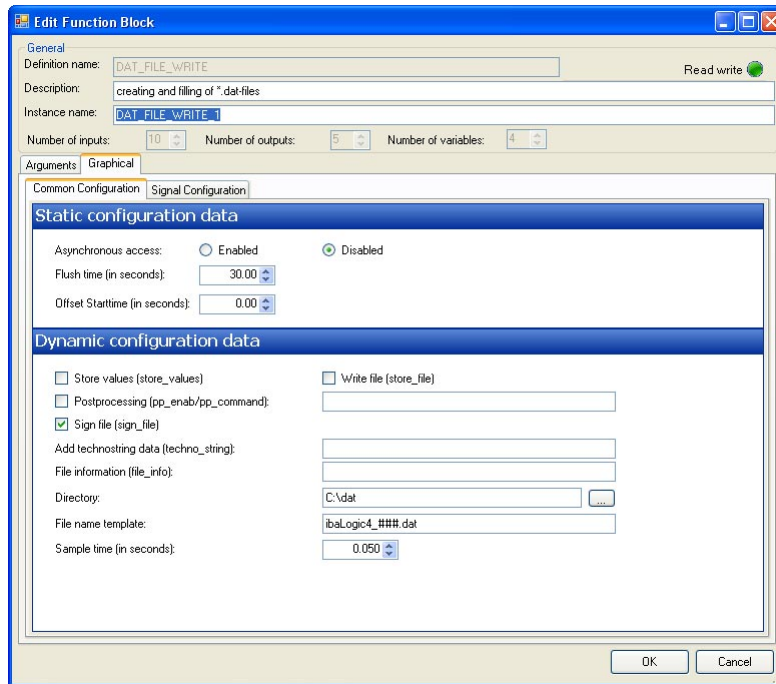 Edit Function Block
General
Definition name: DAT_FILE_WRITE
Read write
Description: creating and filling of *.dat-files
Instance name: DAT_FILE_WRITE_1
Number of inputs: 10 Number of outputs: 5 Number of variables: 4
Arguments Graphical
Common Configuration Signal Configuration
Static configuration data
Asynchronous access: Enabled Disabled
Flush time (in seconds): 30.00
Offset Starttime (in seconds): 0.00
Dynamic configuration data
Store values (store_values) Write file (store_file)
Postprocessing (pp_enab/pp_command):
Sign file (sign_file)
Add technostring data (techno_string):
File information (file_info):
Directory: C:\dat ...
File name template: ibaLogic4_###.dat
Sample time (in seconds): 0.050
OK Cancel